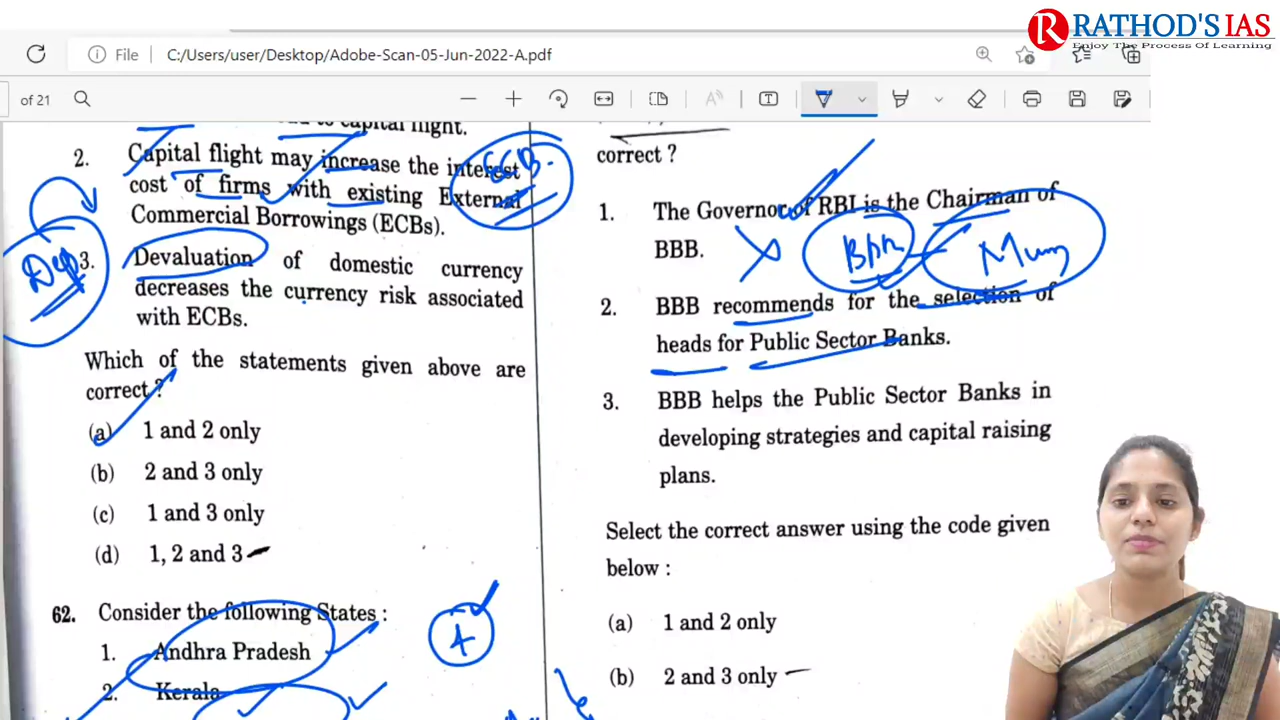 RATHOD'S IAS
Enjoy The Process Of Learning
File C:/Users/user/Desktop/Adobe-Scan-05-Jun-2022-A.pdf
of 21
to capital flight.
2. Capital flight may increase the interest
cost of firms with existing External
Commercial Borrowings (ECBs).
ECB.
Dep
3. Devaluation of domestic currency
decreases the currency risk associated
with ECBs.
Which of the statements given above are
correct ?
(a) 1 and 2 only
(b) 2 and 3 only
(c) 1 and 3 only
(d) 1, 2 and 3
62. Consider the following States :
1. Andhra Pradesh
2. Kerala
correct ?
1. The Governor of RBI is the Chairman of
BBB.
2. BBB recommends for the selection of
heads for Public Sector Banks.
3. BBB helps the Public Sector Banks in
developing strategies and capital raising
plans.
Select the correct answer using the code given
below :
(a) 1 and 2 only
(b) 2 and 3 only